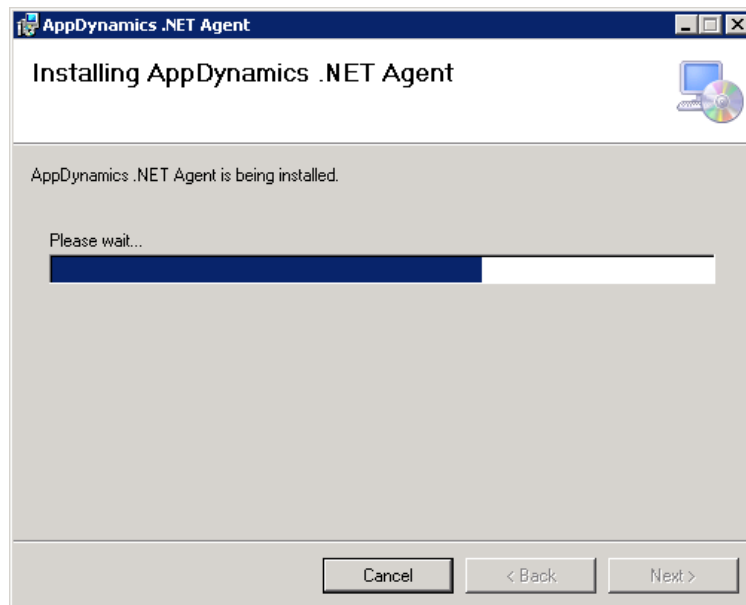 AppDynamics .NET Agent
Installing AppDynamics .NET Agent
AppDynamics .NET Agent is being installed.
Please wait...
Cancel
< Back
Next >